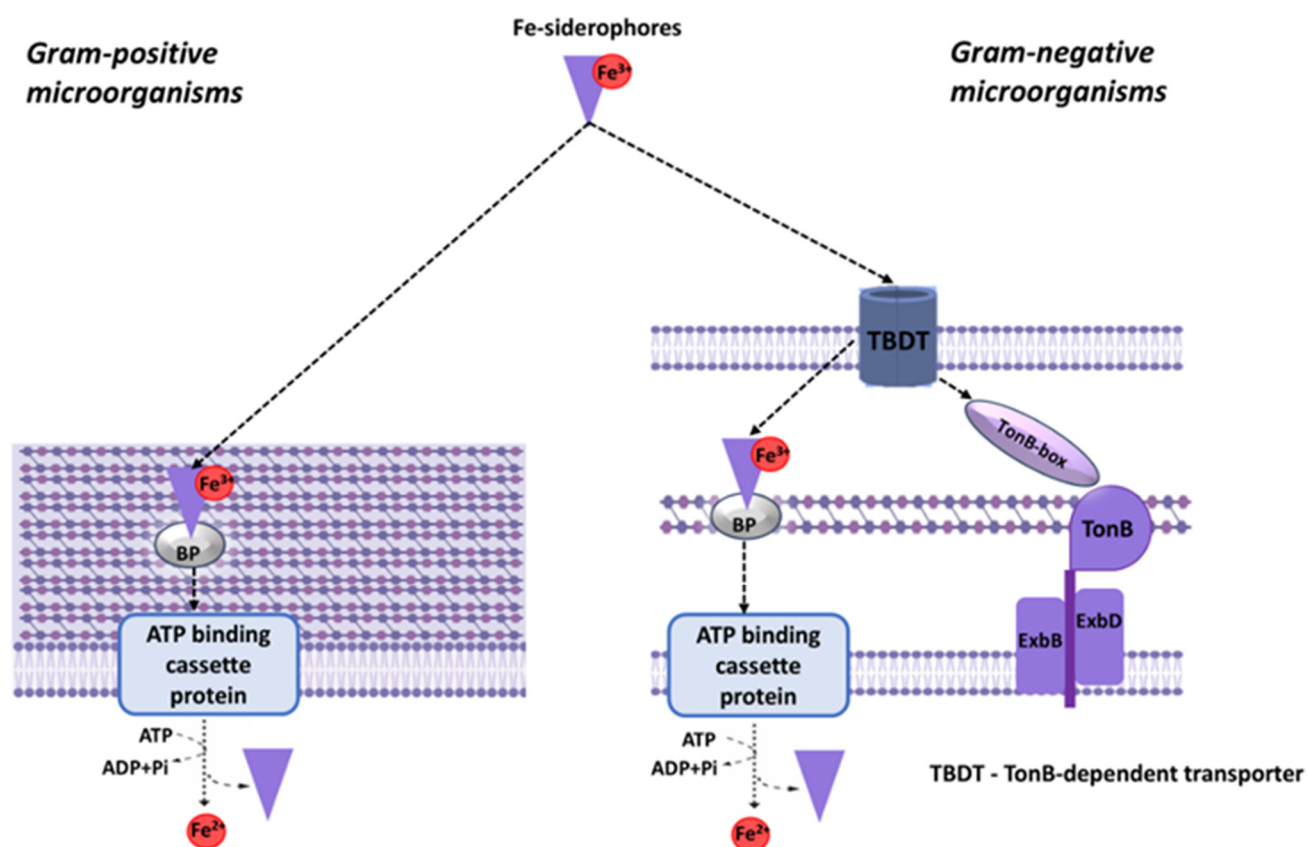 Fe-siderophores
Gram-positive
microorganisms
Gram-negative
microorganisms
Fe³⁺
TBDT
TonB-box
Fe³⁺
Fe³⁺
BP
BP
TonB
ATP binding
cassette
protein
ATP binding
cassette
protein
ExbB
ExbD
ATP
ADP+Pi
ATP
ADP+Pi
TBDT - TonB-dependent transporter
Fe²⁺
Fe²⁺